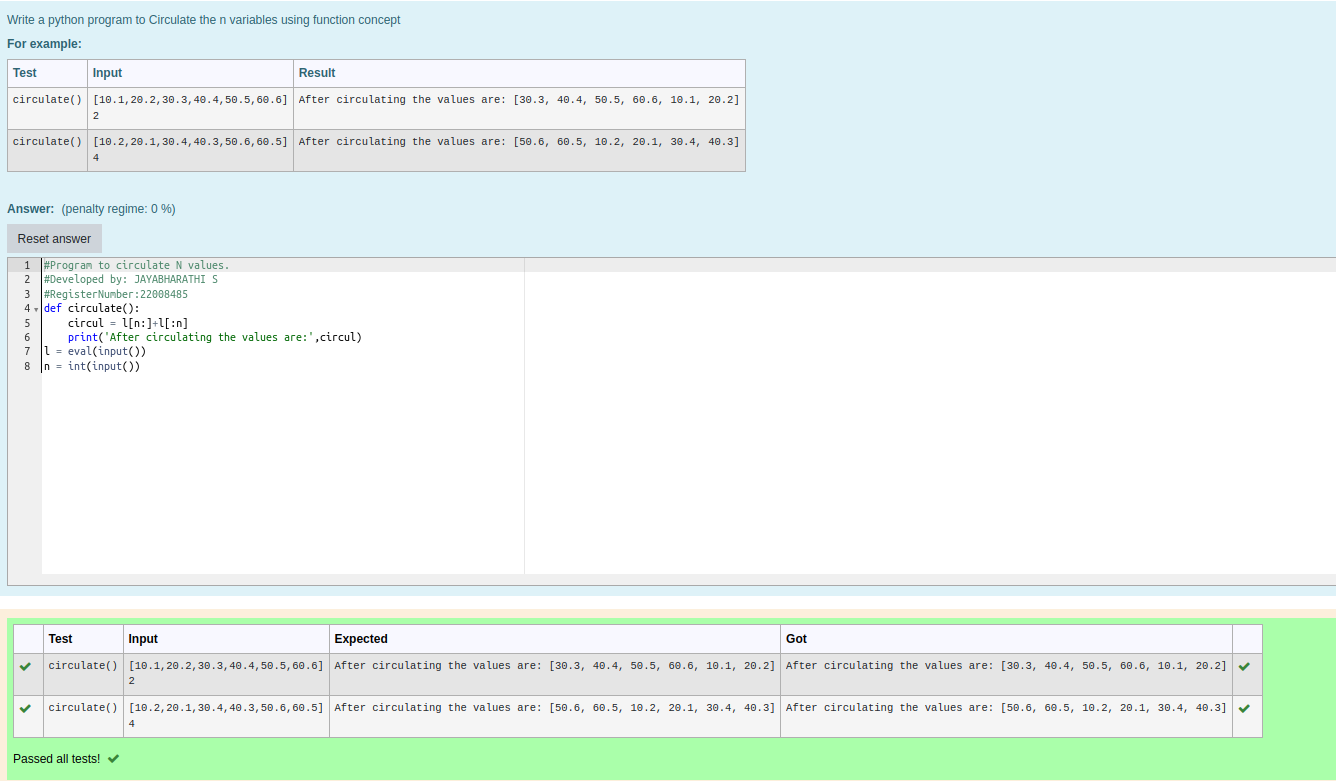 Write a python program to Circulate the n variables using function concept
For example:
Test Input Result
circulate() [10.1,20.2,30.3,40.4,50.5,60.6] After circulating the values are: [30.3, 40.4, 50.5, 60.6, 10.1, 20.2]
2
circulate() [10.2,20.1,30.4,40.3,50.6,60.5] After circulating the values are: [50.6, 60.5, 10.2, 20.1, 30.4, 40.3]
4
Answer: (penalty regime: 0 %)
Reset answer
1 #Program to circulate N values.
2 #Developed by: JAYABHARATHI S
3 #RegisterNumber:22008485
4 def circulate():
5     circul = l[n:]+l[:n]
6     print('After circulating the values are:',circul)
7 l = eval(input())
8 n = int(input())
Test Input Expected Got
circulate() [10.1,20.2,30.3,40.4,50.5,60.6] After circulating the values are: [30.3, 40.4, 50.5, 60.6, 10.1, 20.2] After circulating the values are: [30.3, 40.4, 50.5, 60.6, 10.1, 20.2]
2
circulate() [10.2,20.1,30.4,40.3,50.6,60.5] After circulating the values are: [50.6, 60.5, 10.2, 20.1, 30.4, 40.3] After circulating the values are: [50.6, 60.5, 10.2, 20.1, 30.4, 40.3]
4
Passed all tests!